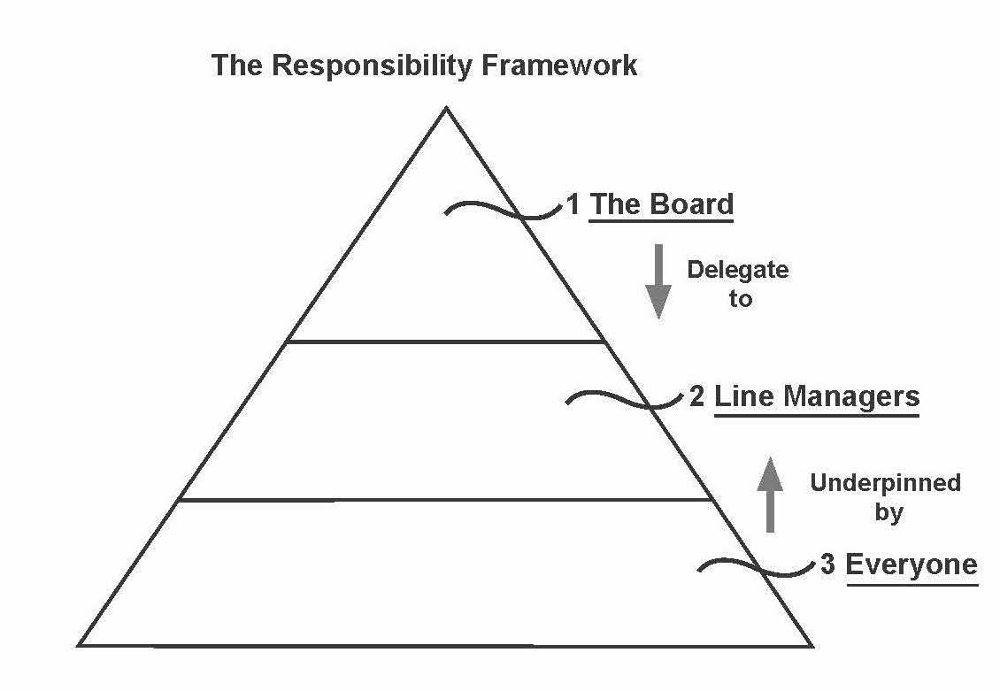 The Responsibility Framework
1 The Board
Delegate
to
2 Line Managers
Underpinned
by
3 Everyone